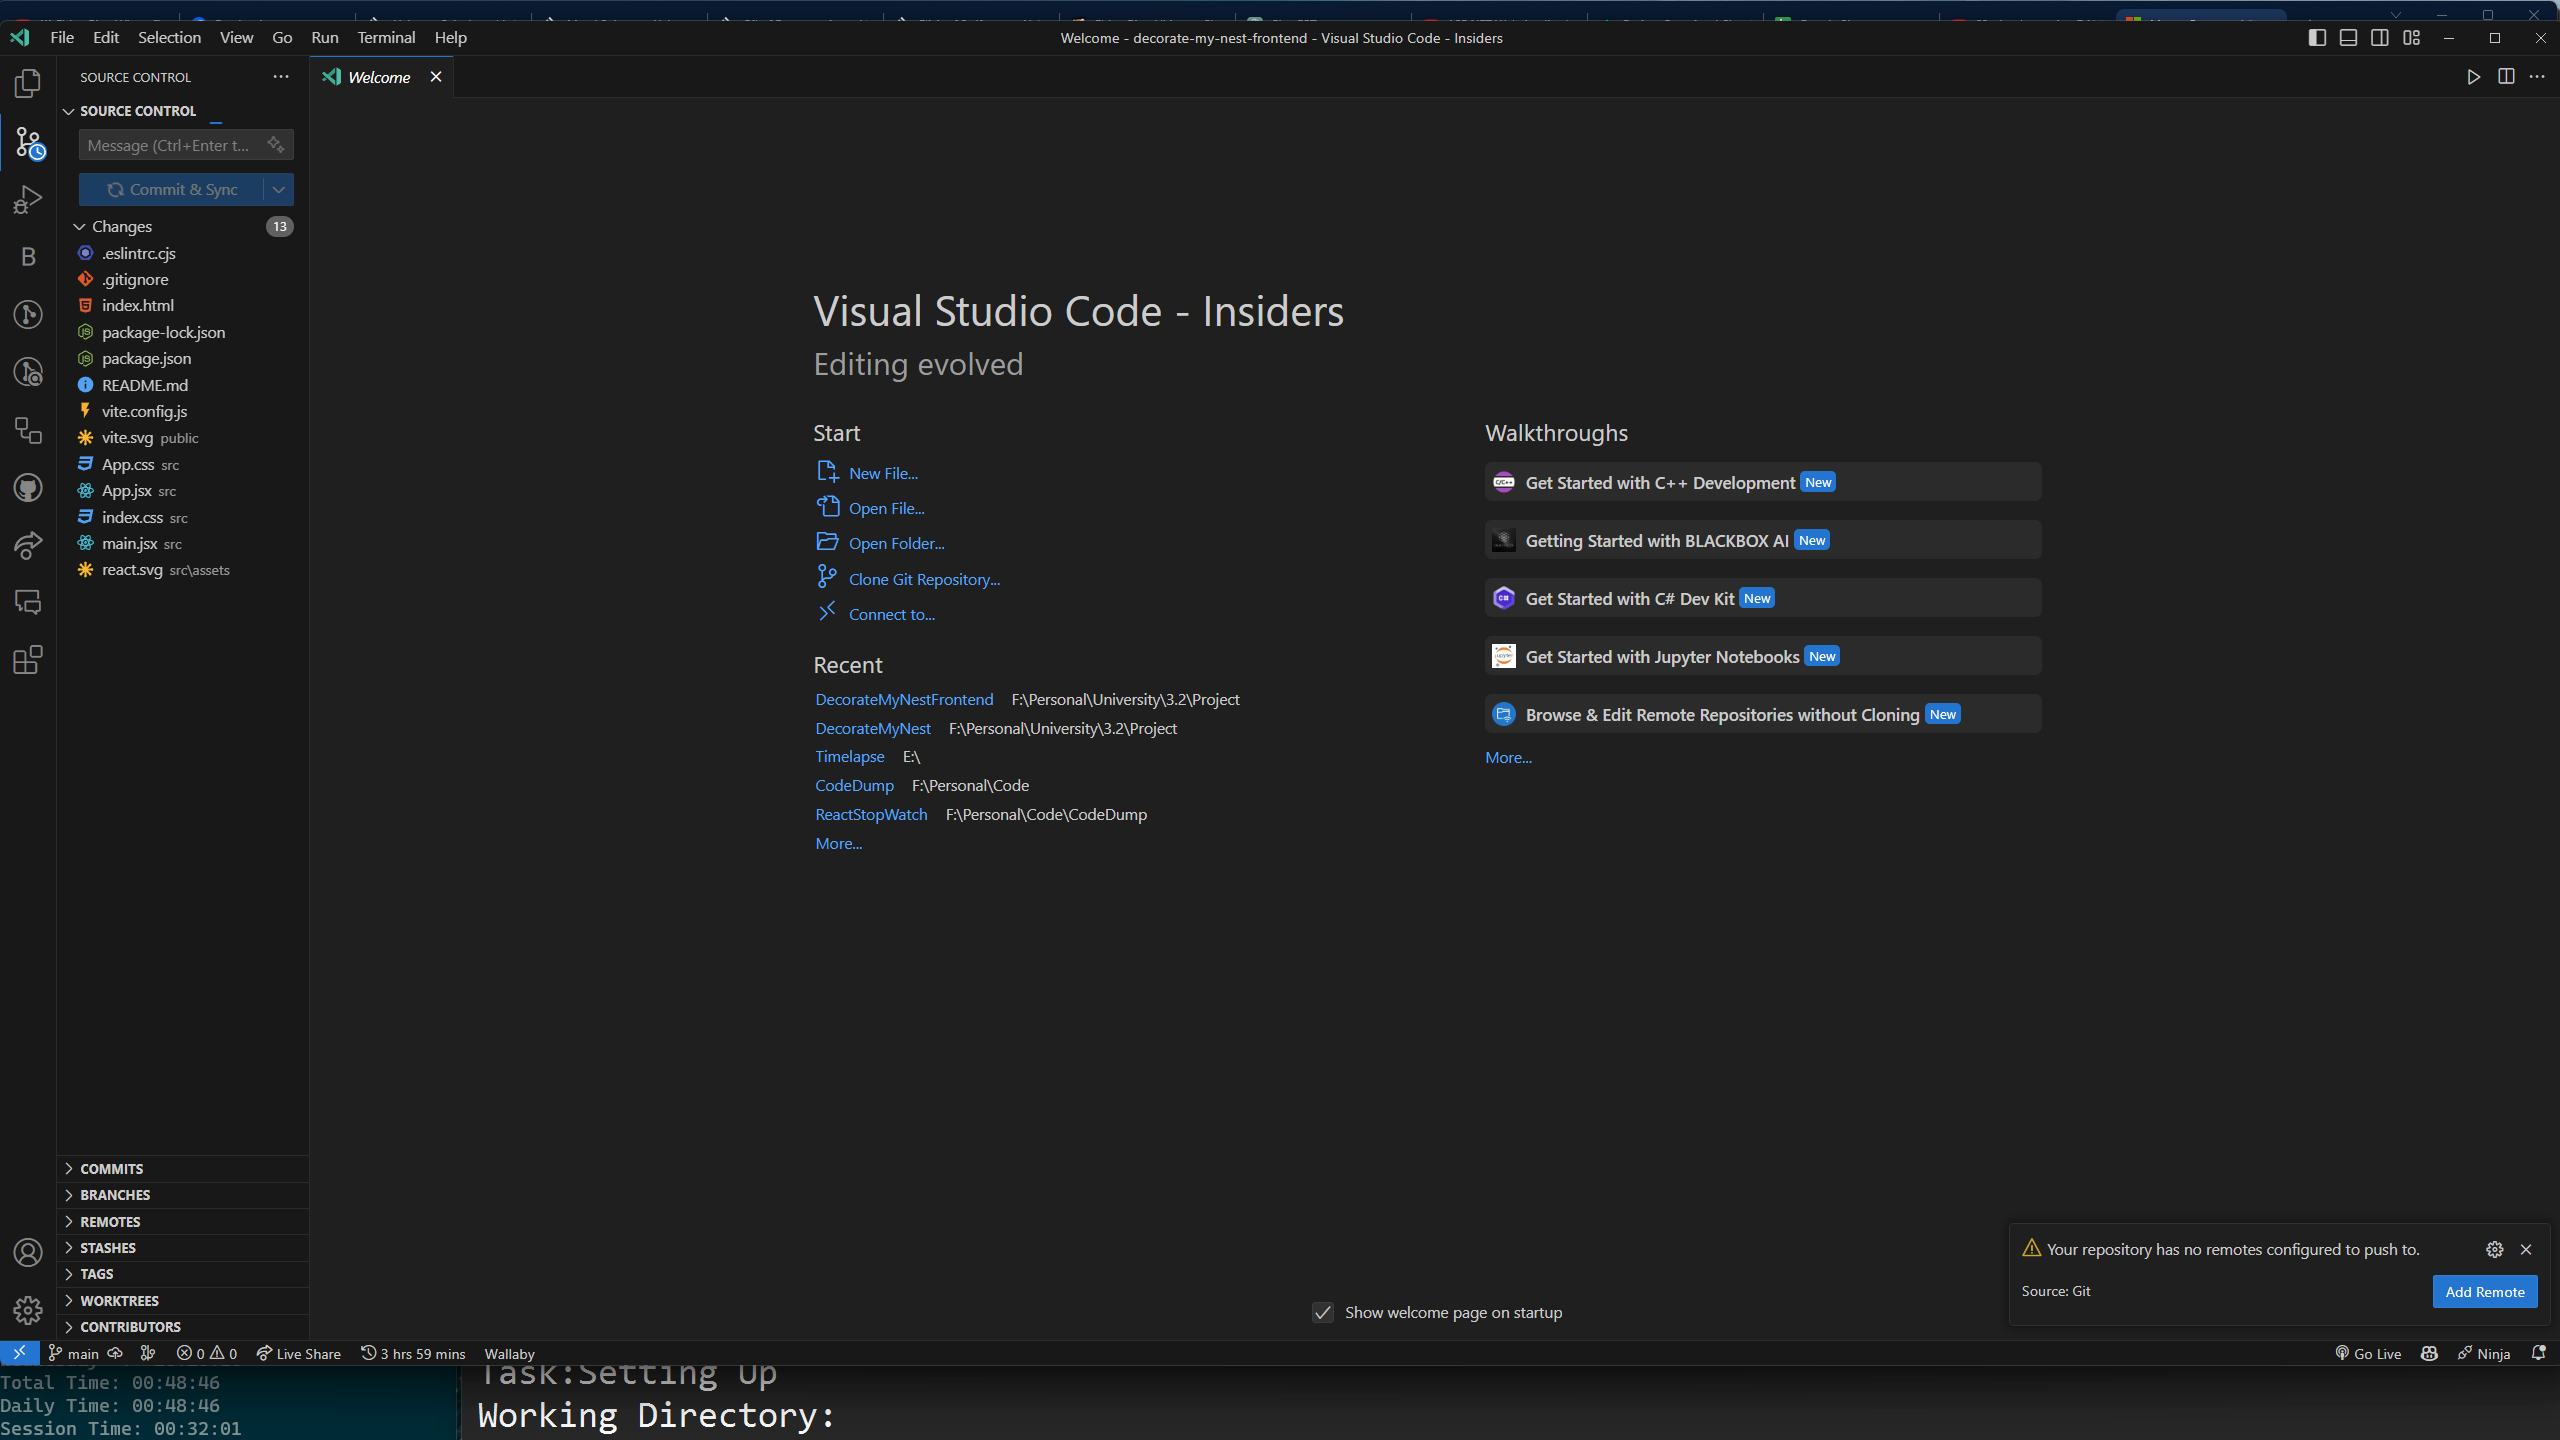 File Edit Selection View Go Run Terminal Help
Welcome - decorate-my-nest-frontend - Visual Studio Code - Insiders
SOURCE CONTROL
Welcome
SOURCE CONTROL
Message (Ctrl+Enter t...
Commit & Sync
Changes 13
.eslintrc.cjs
.gitignore
index.html
package-lock.json
package.json
README.md
vite.config.js
vite.svg public
App.css src
App.jsx src
index.css src
main.jsx src
react.svg src\assets
COMMITS
BRANCHES
REMOTES
STASHES
TAGS
WORKTREES
CONTRIBUTORS
Visual Studio Code - Insiders
Editing evolved
Start
New File...
Open File...
Open Folder...
Clone Git Repository...
Connect to...
Recent
DecorateMyNestFrontend F:\Personal\University\3.2\Project
DecorateMyNest F:\Personal\University\3.2\Project
Timelapse E:\
CodeDump F:\Personal\Code
ReactStopWatch F:\Personal\Code\CodeDump
More...
Walkthroughs
Get Started with C++ Development New
Getting Started with BLACKBOX AI New
Get Started with C# Dev Kit New
Get Started with Jupyter Notebooks New
Browse & Edit Remote Repositories without Cloning New
More...
Show welcome page on startup
Your repository has no remotes configured to push to.
Source: Git
Add Remote
main 0 0 Live Share 3 hrs 59 mins Wallaby
Go Live Ninja
Total Time: 00:48:46
Daily Time: 00:48:46
Session Time: 00:32:01
Task:Setting Up
Working Directory: